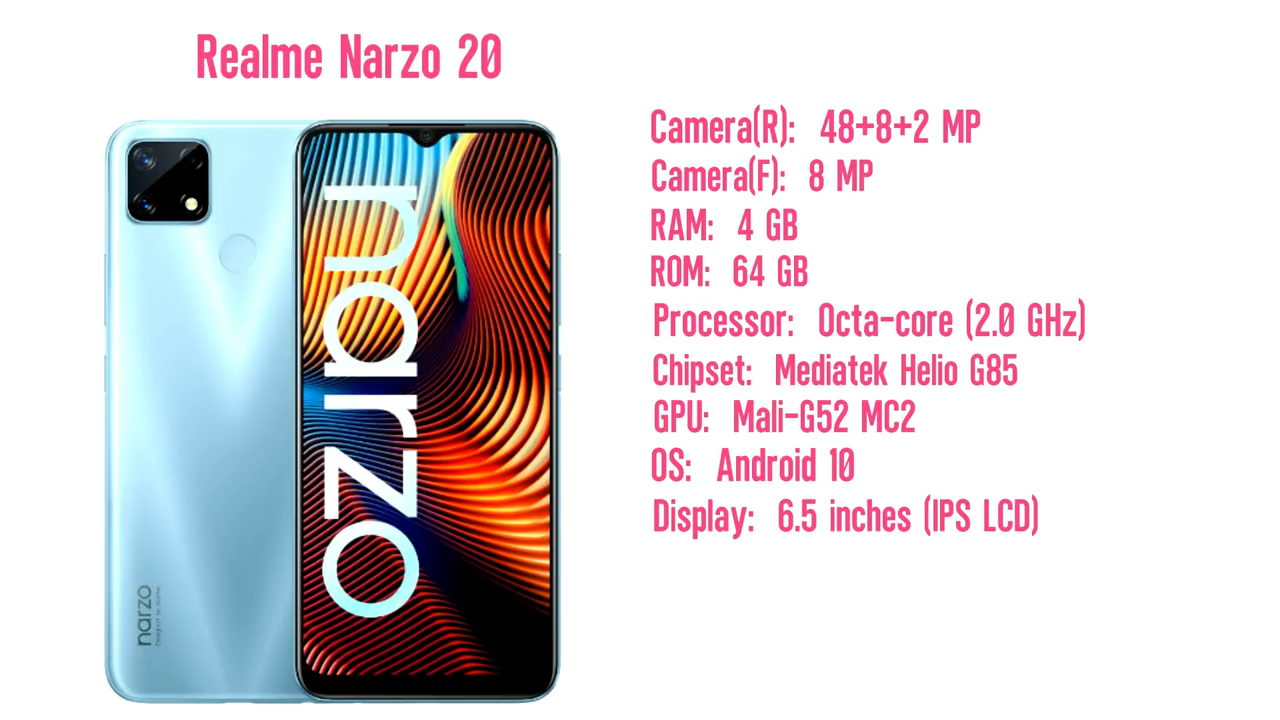 Realme Narzo 20
Camera(R): 48+8+2 MP
Camera(F): 8 MP
RAM: 4 GB
ROM: 64 GB
Processor: Octa-core (2.0 GHz)
Chipset: Mediatek Helio G85
GPU: Mali-G52 MC2
OS: Android 10
Display: 6.5 inches (IPS LCD)
narzo
narzo